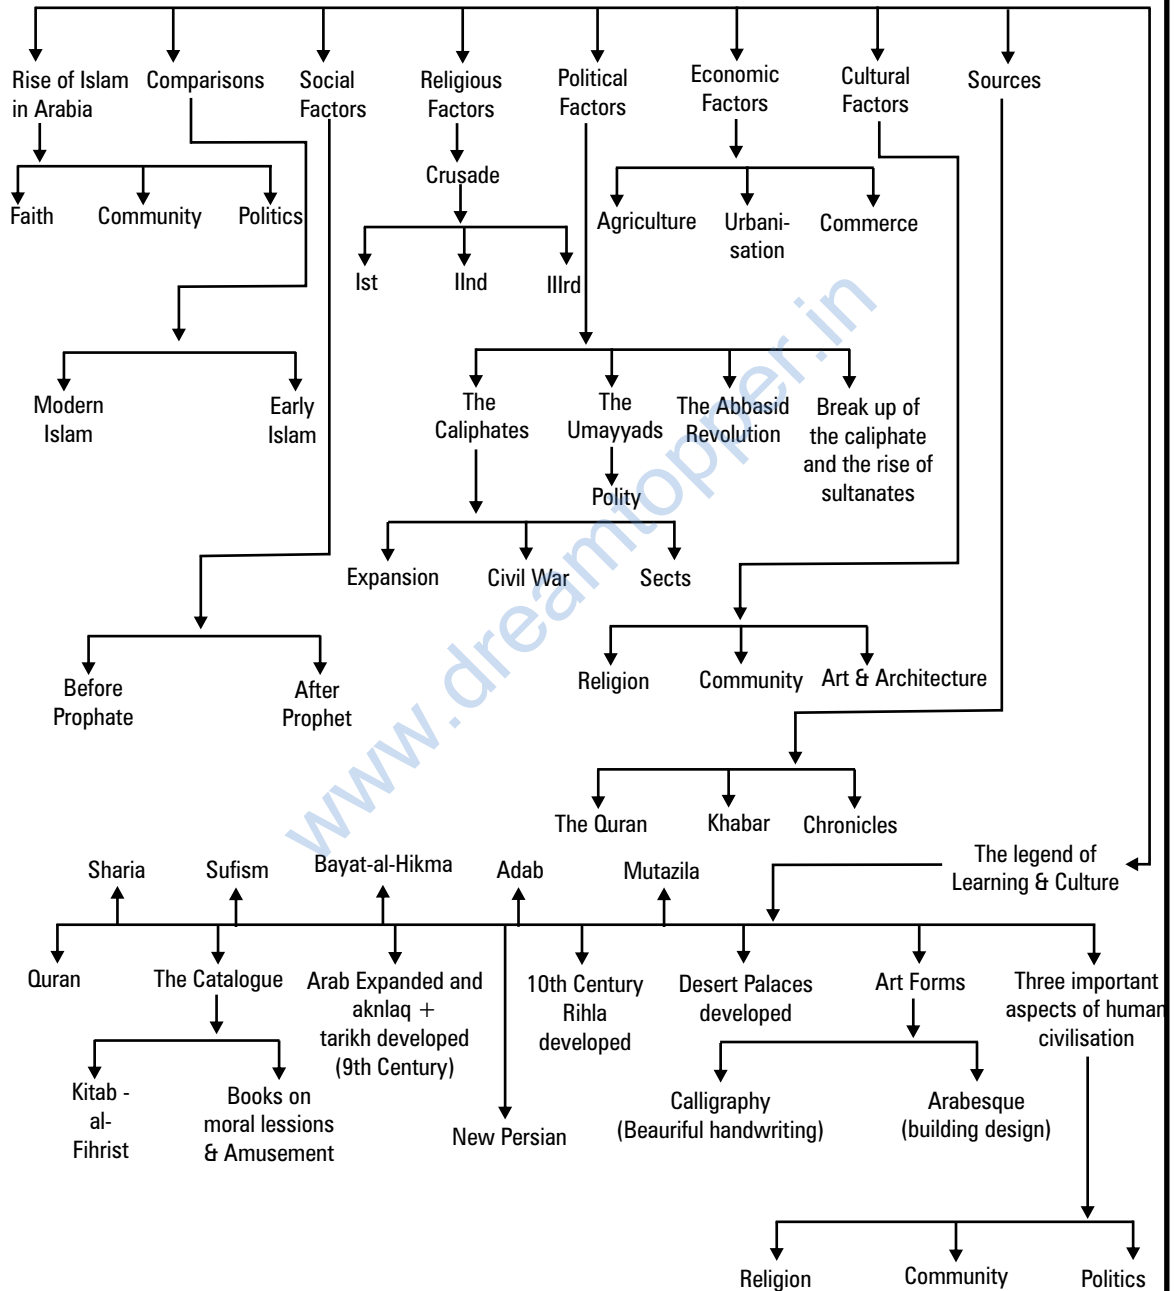 Rise of Islam
in Arabia
Comparisons
Social
Factors
Religious
Factors
Political
Factors
Economic
Factors
Cultural
Factors
Sources
Faith
Community
Politics
Crusade
Ist
IInd
IIIrd
Agriculture
Urbani-
sation
Commerce
Modern
Islam
Early
Islam
The
Caliphates
The
Umayyads
The Abbasid
Revolution
Break up of
the caliphate
and the rise of
sultanates
Polity
Expansion
Civil War
Sects
Before
Prophate
After
Prophet
Religion
Community
Art & Architecture
The Quran
Khabar
Chronicles
The legend of
Learning & Culture
Sharia
Sufism
Bayat-al-Hikma
Adab
Mutazila
Quran
The Catalogue
Arab Expanded and
aknlaq +
tarikh developed
(9th Century)
10th Century
Rihla
developed
Desert Palaces
developed
Art Forms
Three important
aspects of human
civilisation
Kitab -
al-
Fihrist
Books on
moral lessions
& Amusement
New Persian
Calligraphy
(Beauriful handwriting)
Arabesque
(building design)
Religion
Community
Politics
www.dreamtopper.in